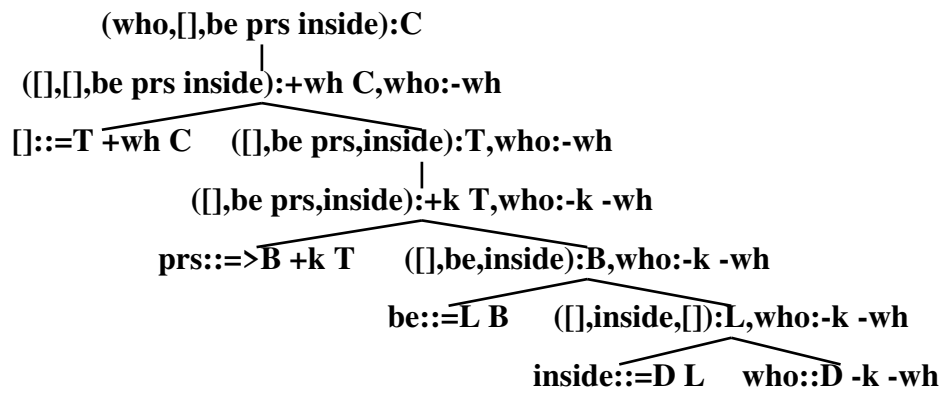 (who,[],be prs inside):C
([],[],be prs inside):+wh C,who:-wh
[]::=T +wh C ([],be prs,inside):T,who:-wh
([],be prs,inside):+k T,who:-k -wh
prs::=>B +k T ([],be,inside):B,who:-k -wh
be::=L B ([],inside,[]):L,who:-k -wh
inside::=D L who::D -k -wh